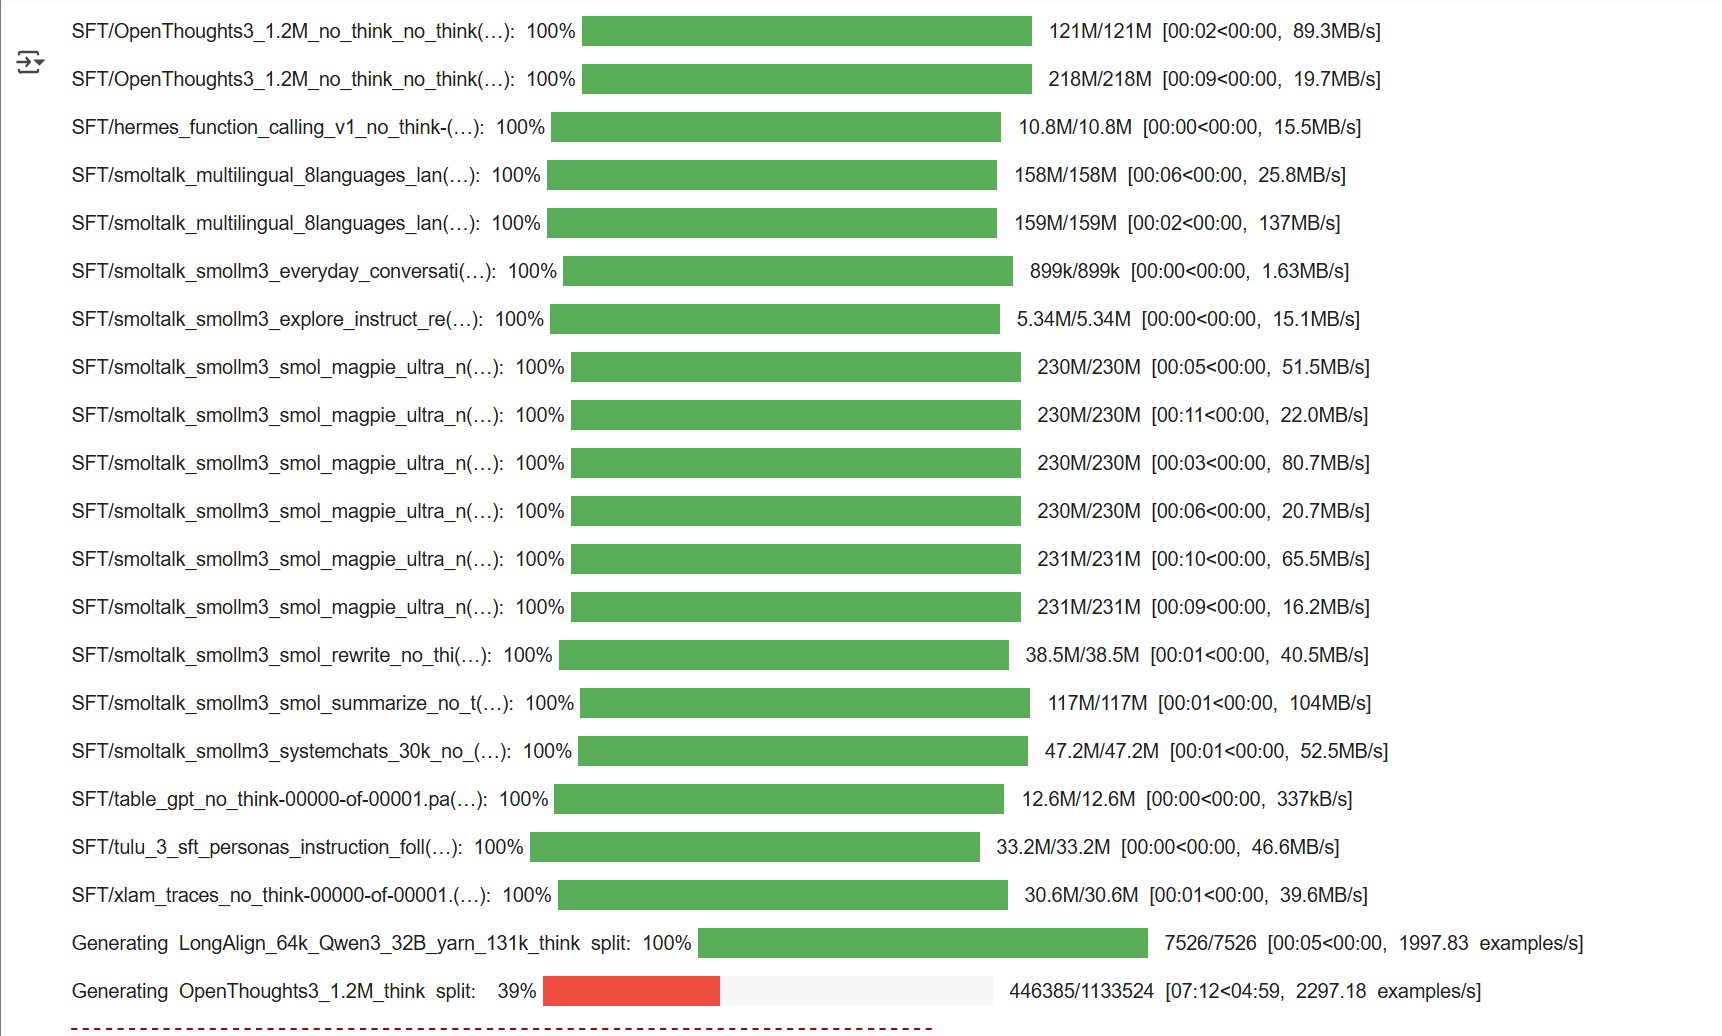 SFT/OpenThoughts3_1.2M_no_think_no_think(…): 100% 121M/121M [00:02<00:00, 89.3MB/s]
SFT/OpenThoughts3_1.2M_no_think_no_think(…): 100% 218M/218M [00:09<00:00, 19.7MB/s]
SFT/hermes_function_calling_v1_no_think-(…): 100% 10.8M/10.8M [00:00<00:00, 15.5MB/s]
SFT/smoltalk_multilingual_8languages_lan(…): 100% 158M/158M [00:06<00:00, 25.8MB/s]
SFT/smoltalk_multilingual_8languages_lan(…): 100% 159M/159M [00:02<00:00, 137MB/s]
SFT/smoltalk_smollm3_everyday_conversati(…): 100% 899k/899k [00:00<00:00, 1.63MB/s]
SFT/smoltalk_smollm3_explore_instruct_re(…): 100% 5.34M/5.34M [00:00<00:00, 15.1MB/s]
SFT/smoltalk_smollm3_smol_magpie_ultra_n(…): 100% 230M/230M [00:05<00:00, 51.5MB/s]
SFT/smoltalk_smollm3_smol_magpie_ultra_n(…): 100% 230M/230M [00:11<00:00, 22.0MB/s]
SFT/smoltalk_smollm3_smol_magpie_ultra_n(…): 100% 230M/230M [00:03<00:00, 80.7MB/s]
SFT/smoltalk_smollm3_smol_magpie_ultra_n(…): 100% 230M/230M [00:06<00:00, 20.7MB/s]
SFT/smoltalk_smollm3_smol_magpie_ultra_n(…): 100% 231M/231M [00:10<00:00, 65.5MB/s]
SFT/smoltalk_smollm3_smol_magpie_ultra_n(…): 100% 231M/231M [00:09<00:00, 16.2MB/s]
SFT/smoltalk_smollm3_smol_rewrite_no_thi(…): 100% 38.5M/38.5M [00:01<00:00, 40.5MB/s]
SFT/smoltalk_smollm3_smol_summarize_no_t(…): 100% 117M/117M [00:01<00:00, 104MB/s]
SFT/smoltalk_smollm3_systemchats_30k_no_(…): 100% 47.2M/47.2M [00:01<00:00, 52.5MB/s]
SFT/table_gpt_no_think-00000-of-00001.pa(…): 100% 12.6M/12.6M [00:00<00:00, 337kB/s]
SFT/tulu_3_sft_personas_instruction_foll(…): 100% 33.2M/33.2M [00:00<00:00, 46.6MB/s]
SFT/xlam_traces_no_think-00000-of-00001.(…): 100% 30.6M/30.6M [00:01<00:00, 39.6MB/s]
Generating LongAlign_64k_Qwen3_32B_yarn_131k_think split: 100% 7526/7526 [00:05<00:00, 1997.83 examples/s]
Generating OpenThoughts3_1.2M_think split: 39% 446385/1133524 [07:12<04:59, 2297.18 examples/s]